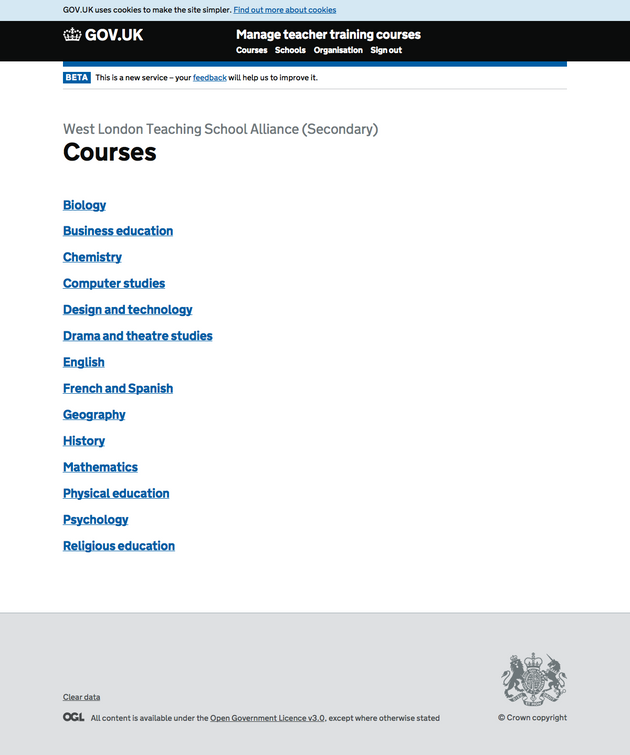 GOV.UK uses cookies to make the site simpler. Find out more about cookies
GOV.UK
Manage teacher training courses
Courses Schools Organisation Sign out
BETA This is a new service – your feedback will help us to improve it.
West London Teaching School Alliance (Secondary)
Courses
Biology
Business education
Chemistry
Computer studies
Design and technology
Drama and theatre studies
English
French and Spanish
Geography
History
Mathematics
Physical education
Psychology
Religious education
Clear data
OGL All content is available under the Open Government Licence v3.0, except where otherwise stated
© Crown copyright